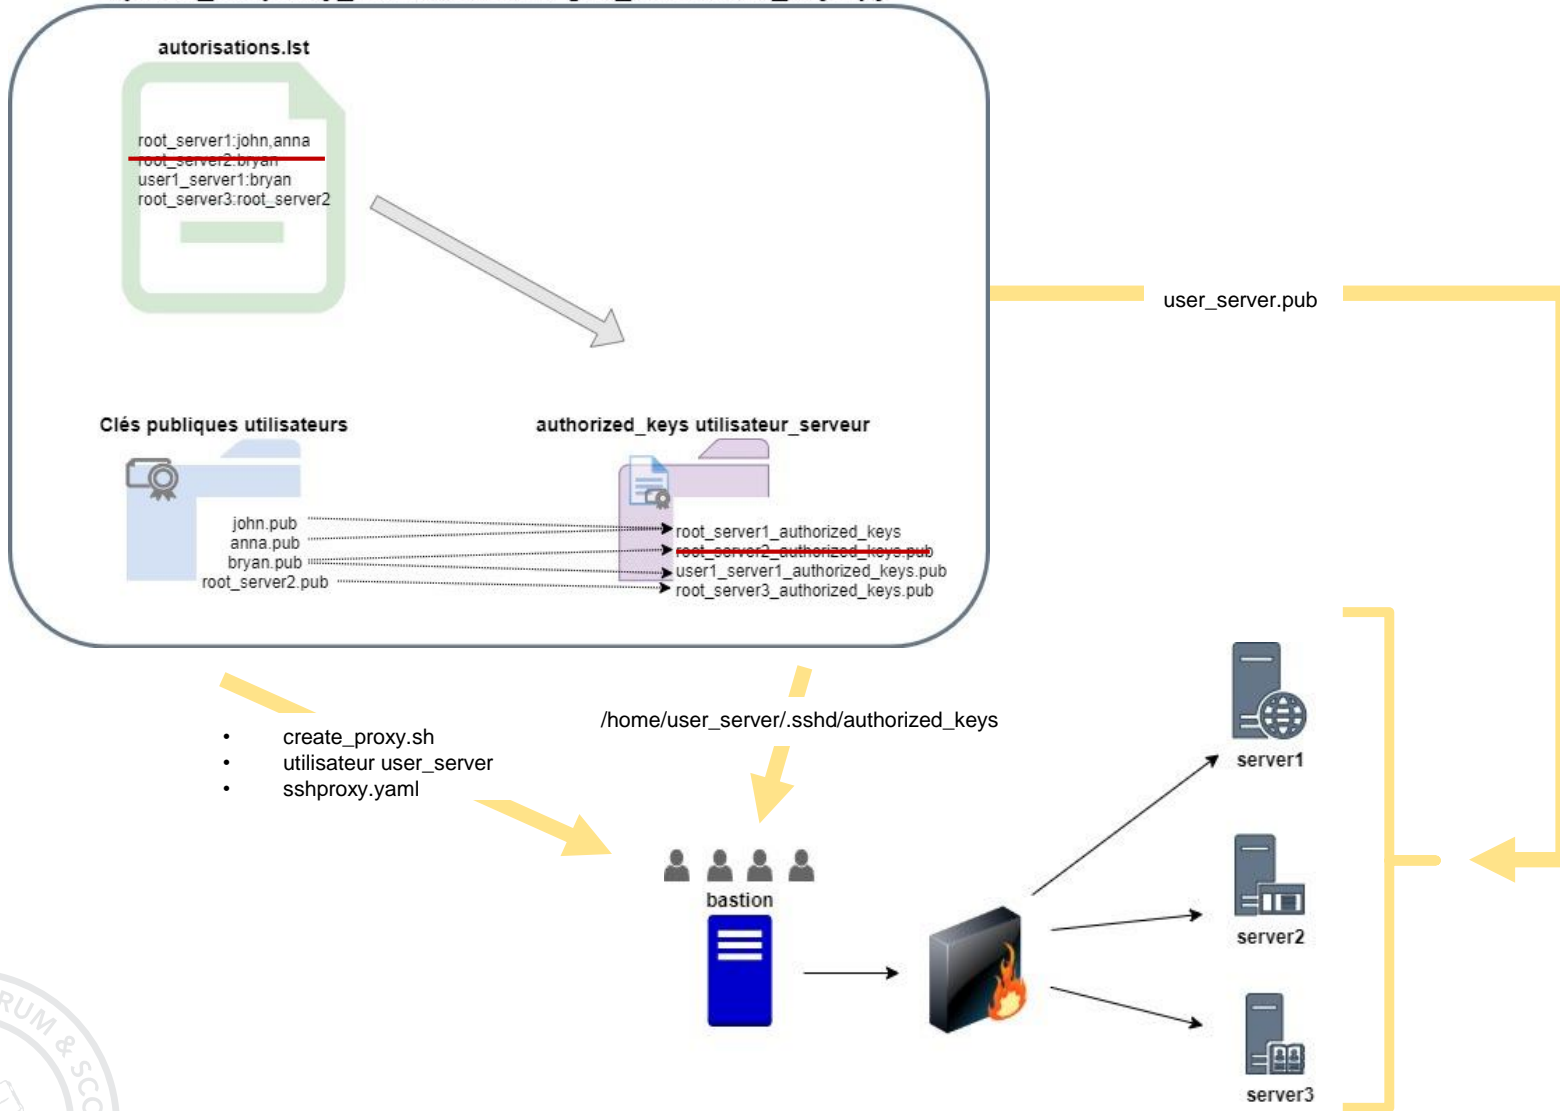 autorisations.lst
root_server1:john,anna
root_server2:bryan
user1_server1:bryan
root_server3:root_server2
user_server.pub
Clés publiques utilisateurs
authorized_keys utilisateur_serveur
john.pub
anna.pub
bryan.pub
root_server2.pub
root_server1_authorized_keys
root_server2_authorized_keys.pub
user1_server1_authorized_keys.pub
root_server3_authorized_keys.pub
/home/user_server/.sshd/authorized_keys
• create_proxy.sh
• utilisateur user_server
• sshproxy.yaml
server1
bastion
server2
server3
RUM & SCO